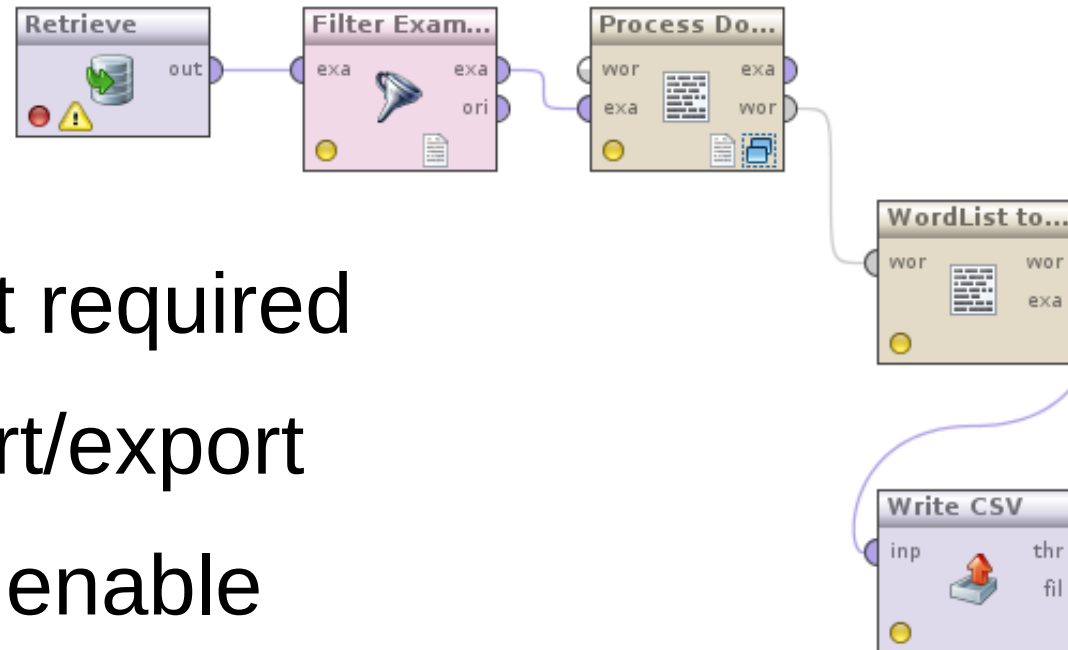 Retrieve
out
Filter Exam...
exa exa
ori
Process Do...
wor exa
exa wor
WordList to...
wor wor
exa
t required
rt/export
enable
Write CSV
inp thr
fil